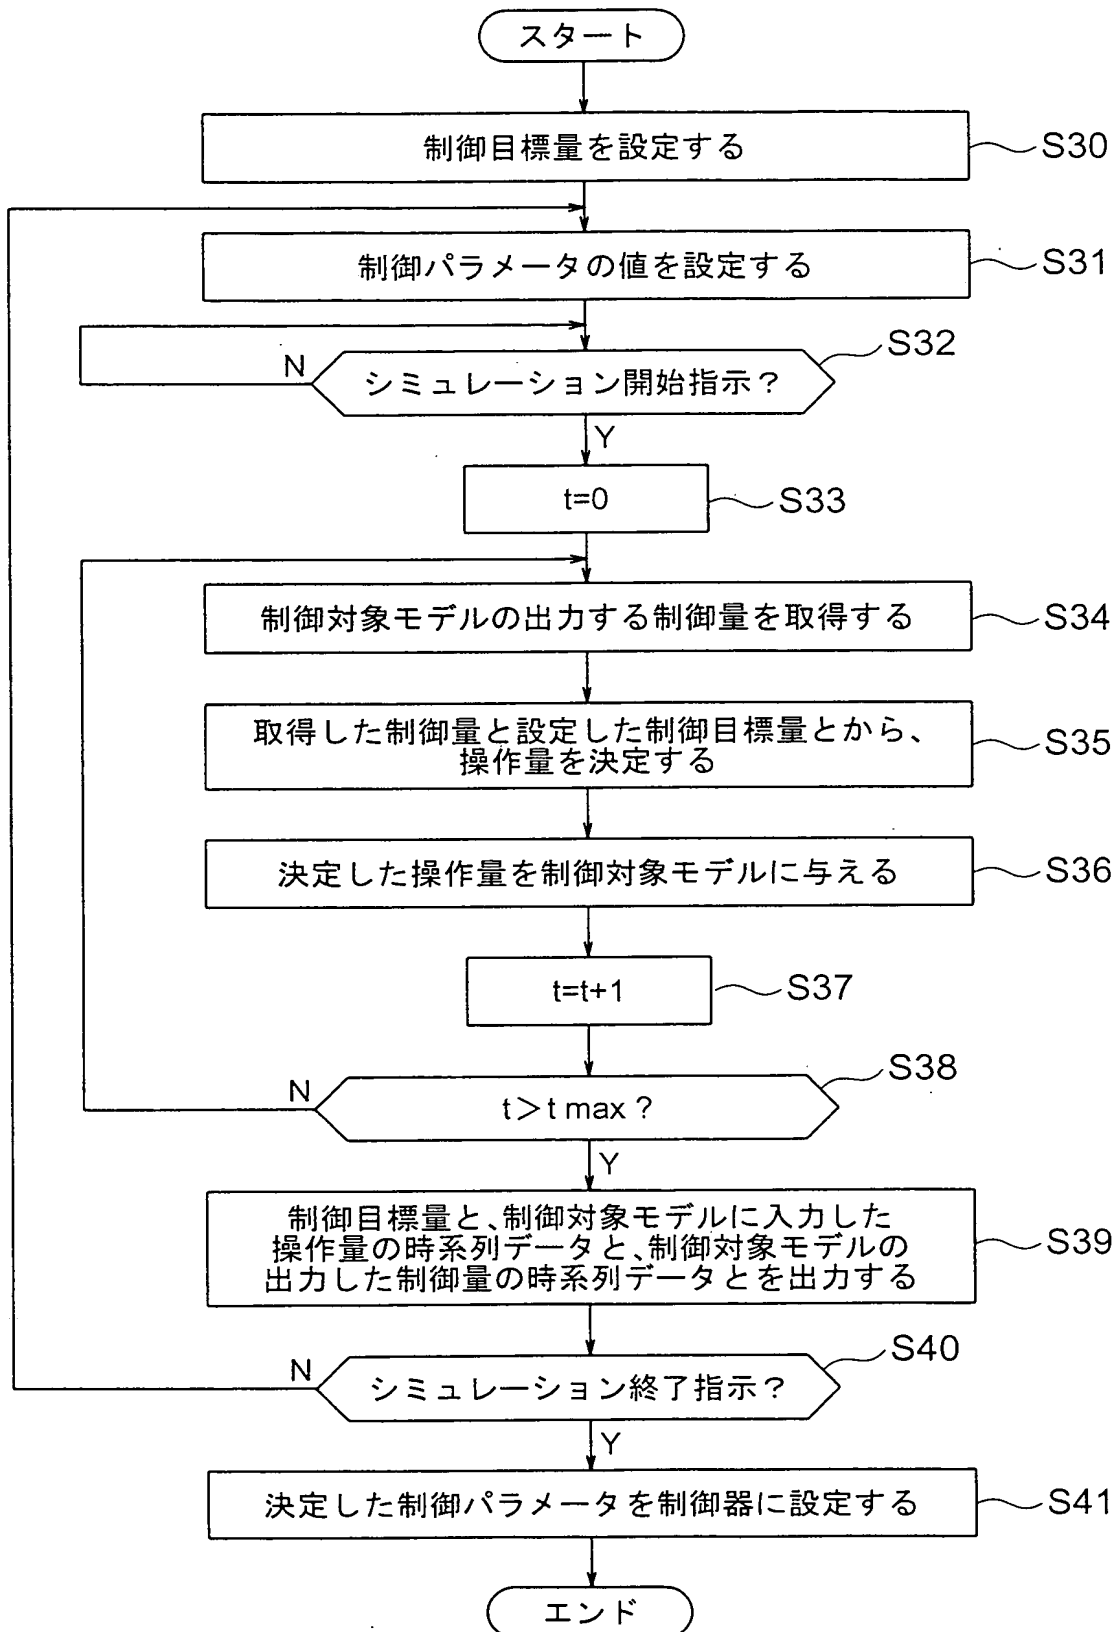 スタート
制御目標量を設定する
S30
制御パラメータの値を設定する
S31
S32
N
シミュレーション開始指示?
Y
t=0
S33
制御対象モデルの出力する制御量を取得する
S34
取得した制御量と設定した制御目標量とから、
操作量を決定する
S35
決定した操作量を制御対象モデルに与える
S36
t=t+1
S37
S38
N
t>t max ?
Y
制御目標量と、制御対象モデルに入力した
操作量の時系列データと、制御対象モデルの
出力した制御量の時系列データとを出力する
S39
S40
N
シミュレーション終了指示?
Y
決定した制御パラメータを制御器に設定する
S41
エンド